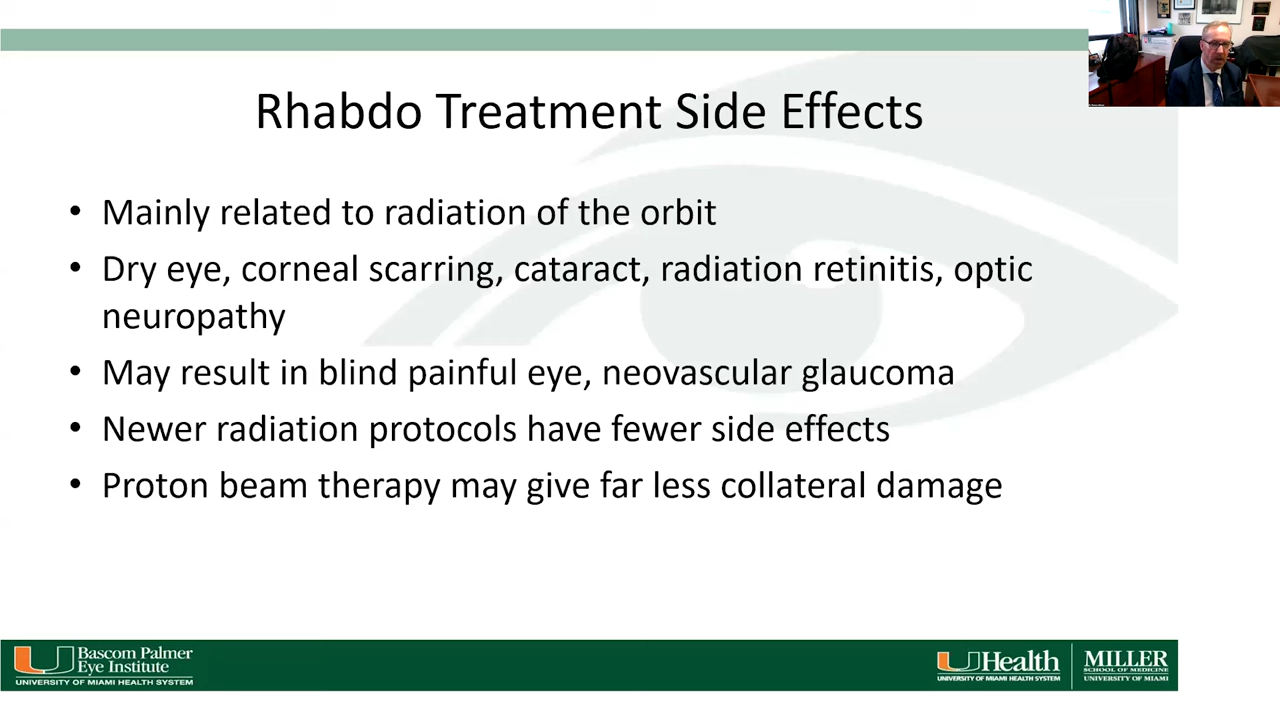 Rhabdo Treatment Side Effects
• Mainly related to radiation of the orbit
• Dry eye, corneal scarring, cataract, radiation retinitis, optic
neuropathy
• May result in blind painful eye, neovascular glaucoma
• Newer radiation protocols have fewer side effects
• Proton beam therapy may give far less collateral damage
Bascom Palmer
Eye Institute
UNIVERSITY OF MIAMI HEALTH SYSTEM
UHealth
UNIVERSITY OF MIAMI HEALTH SYSTEM
MILLER
SCHOOL OF MEDICINE
UNIVERSITY OF MIAMI